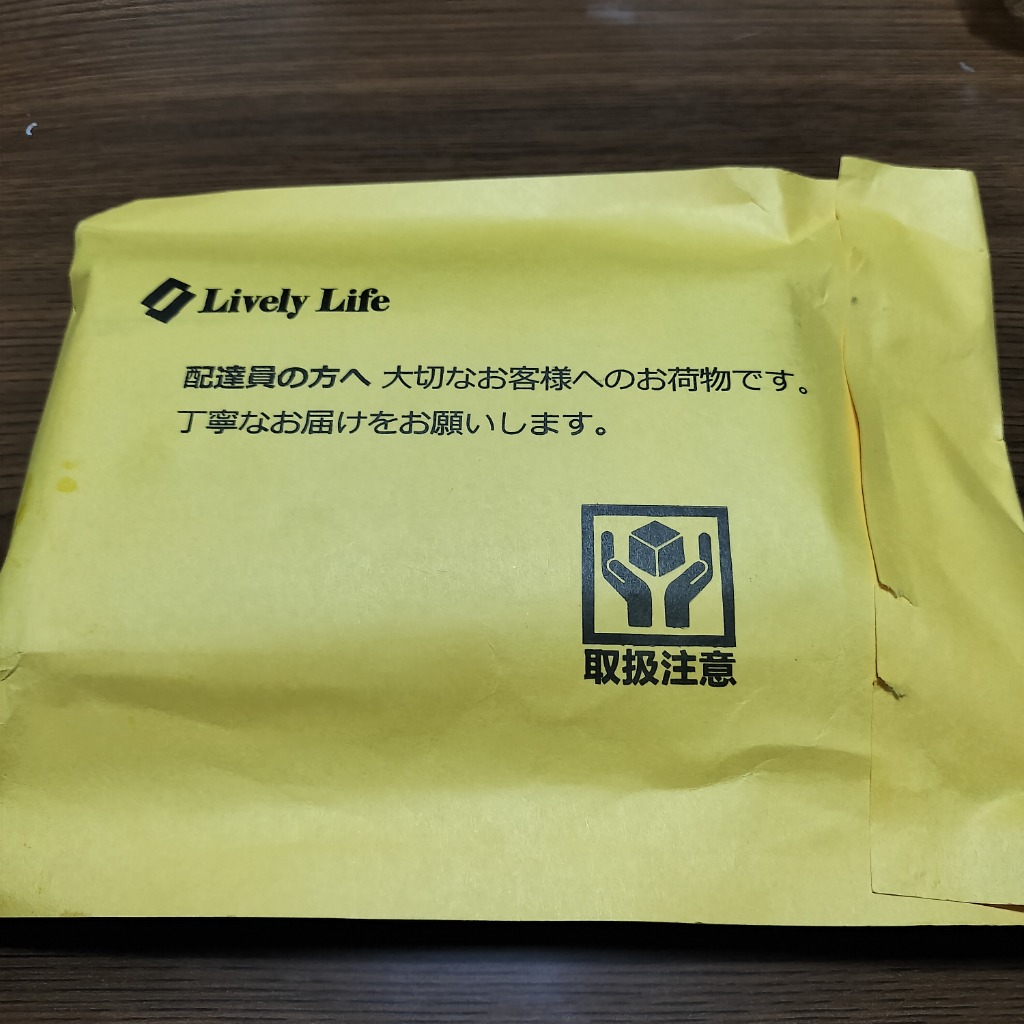 Lively Life
配達員の方へ 大切なお客様へのお荷物です。
丁寧なお届けをお願いします。
取扱注意